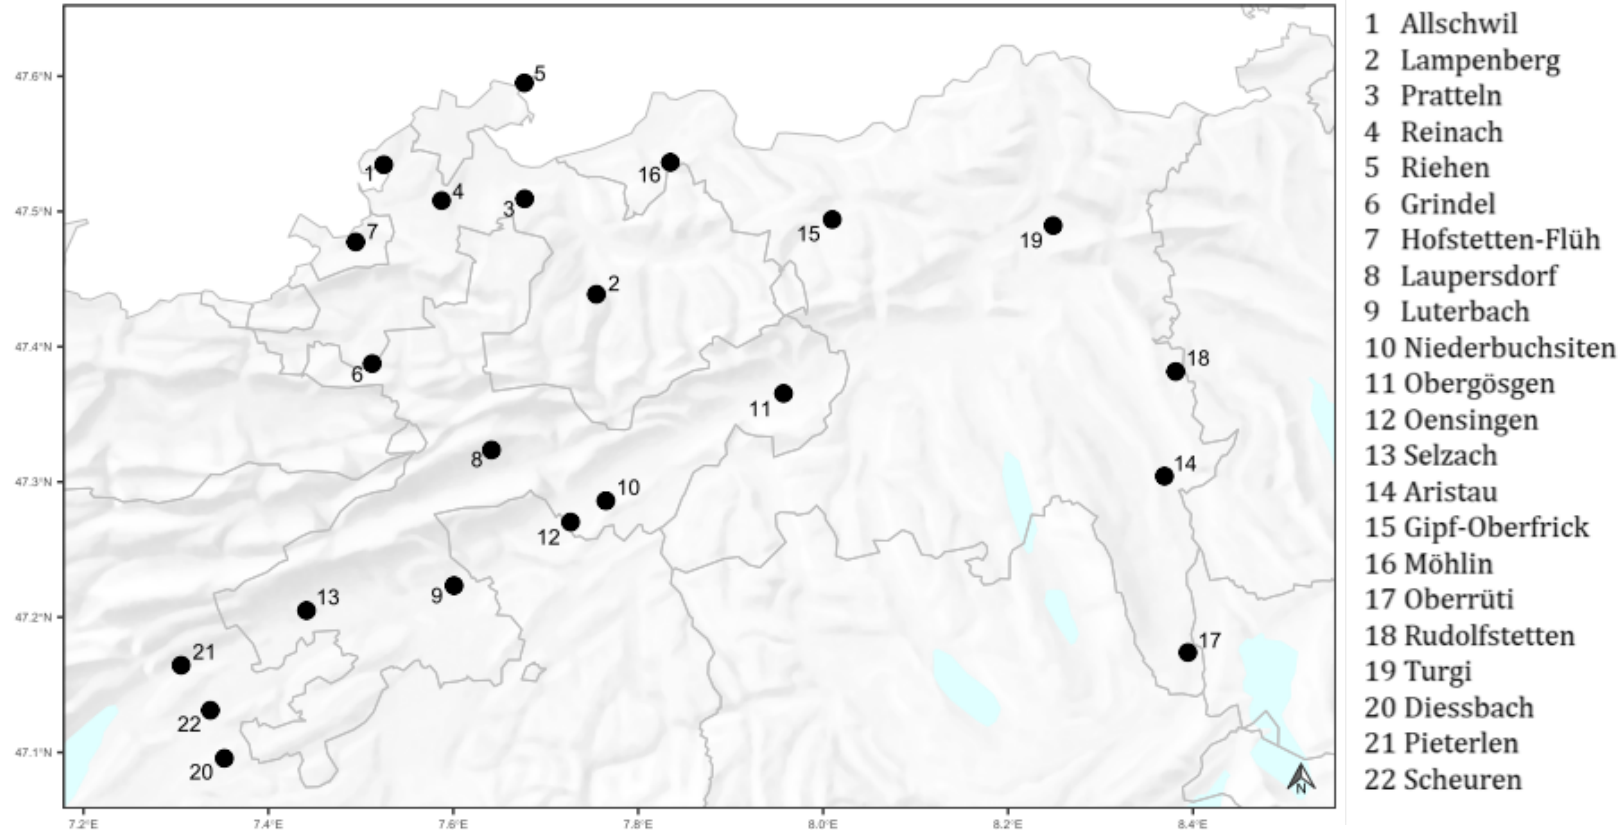 1 Allschwil
2 Lampenberg
3 Pratteln
4 Reinach
5 Riehen
6 Grindel
7 Hofstetten-Flüh
8 Laupersdorf
9 Luterbach
10 Niederbuchsiten
11 Obergösgen
12 Oensingen
13 Selzach
14 Aristau
15 Gipf-Oberfrick
16 Möhlin
17 Oberrüti
18 Rudolfstetten
19 Turgi
20 Diessbach
21 Pieterlen
22 Scheuren
47.6°N
47.5°N
47.4°N
47.3°N
47.2°N
47.1°N
5
1
4
16
3
7
15
19
2
6
18
11
8
14
10
12
9
13
17
21
22
20
N
7.2°E
7.4°E
7.6°E
7.8°E
8.0°E
8.2°E
8.4°E